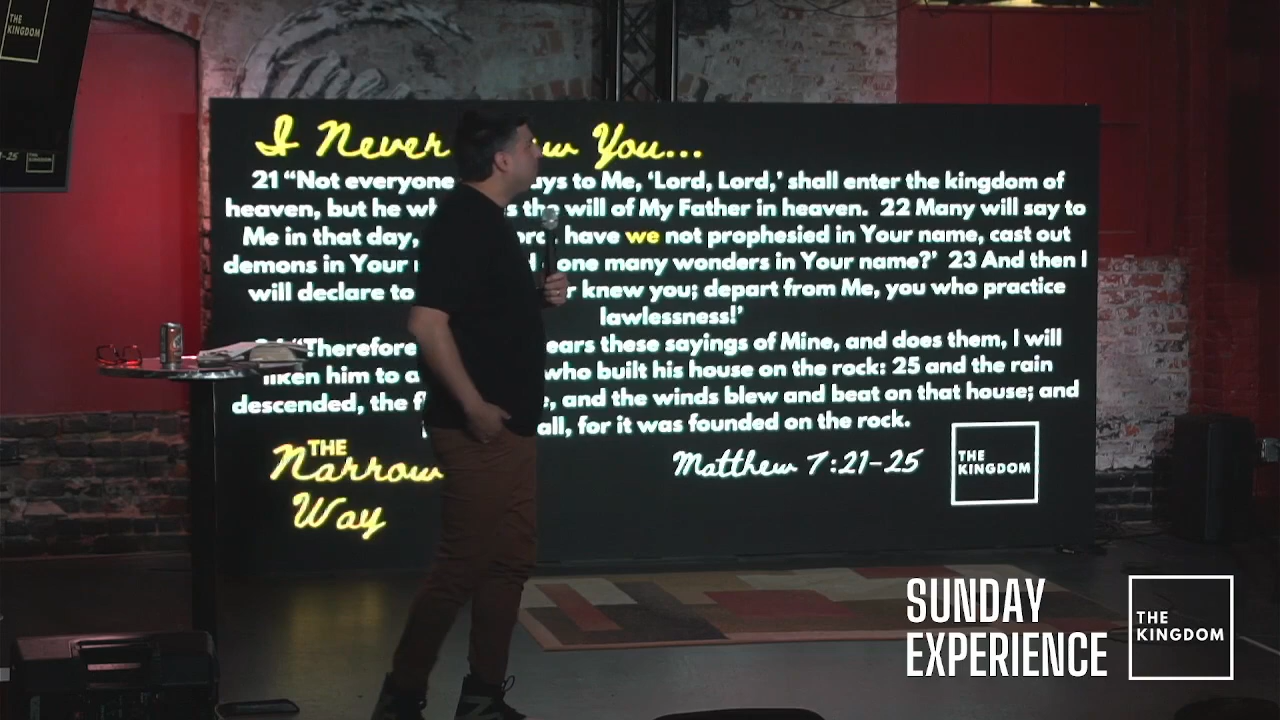 THE
KINGDOM
I Never You...
21 “Not everyone to Me, ‘Lord, Lord,’ shall enter the kingdom of
heaven, but he the will of My Father in heaven. 22 Many will say to
Me in that day, have we not prophesied in Your name, cast out
demons in Your many wonders in Your name?’ 23 And then I
will declare to knew you; depart from Me, you who practice
lawlessness!’
“Therefore these sayings of Mine, and does them, I will
liken him to who built his house on the rock: 25 and the rain
descended, the and the winds blew and beat on that house; and
for it was founded on the rock.
THE
Narrow
Way
Matthew 7:21-25
THE
KINGDOM
SUNDAY
EXPERIENCE
THE
KINGDOM